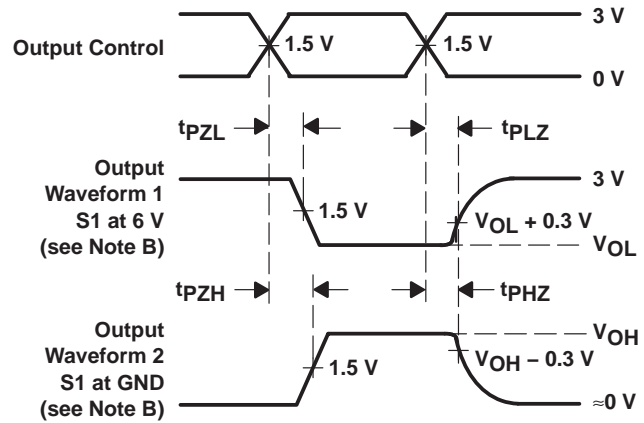 3 V
Output Control
1.5 V
1.5 V
0 V
tPZL
tPLZ
Output
Waveform 1
S1 at 6 V
(see Note B)
3 V
1.5 V
VOL + 0.3 V
VOL
tPZH
tPHZ
Output
Waveform 2
S1 at GND
(see Note B)
VOH
1.5 V
VOH − 0.3 V
≈0 V